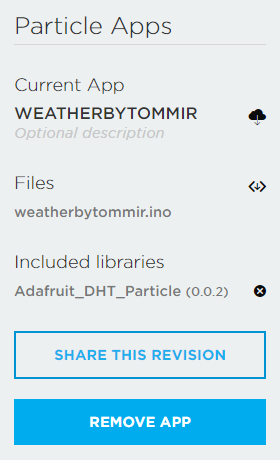 Particle Apps
Current App
WEATHERBYTOMMIR
Optional description
Files
weatherbytommir.ino
Included libraries
Adafruit_DHT_Particle (0.0.2)
SHARE THIS REVISION
REMOVE APP